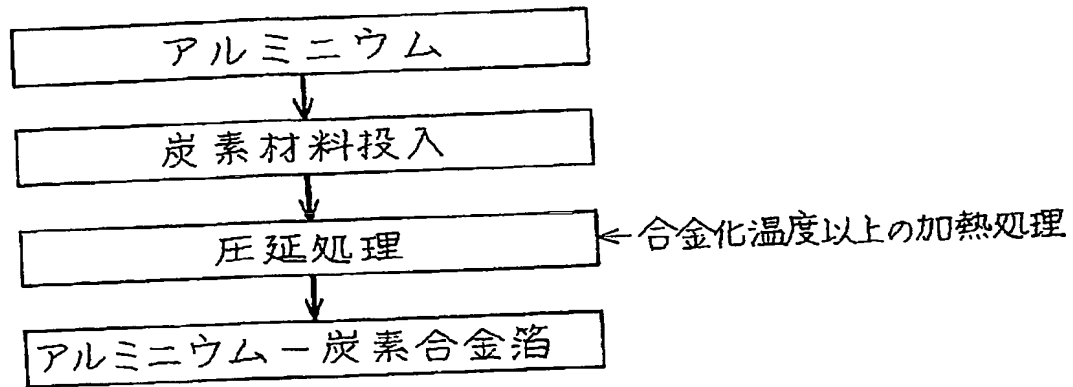 アルミニウム
炭素材料投入
圧延処理
←合金化温度以上の加熱処理
アルミニウムー炭素合金箔